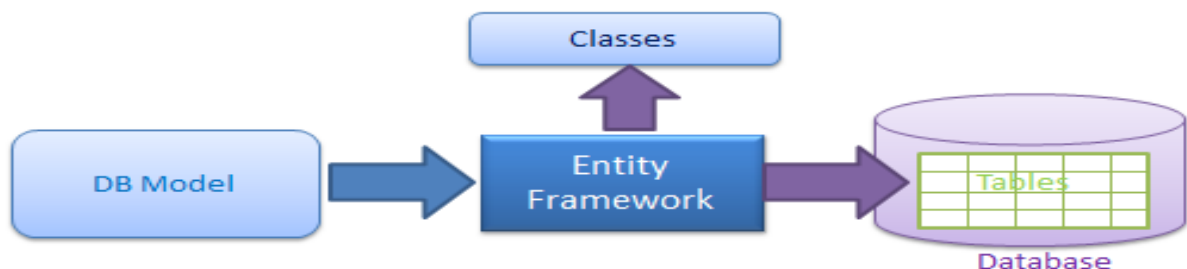 Classes
DB Model
Entity
Framework
Tables
Database